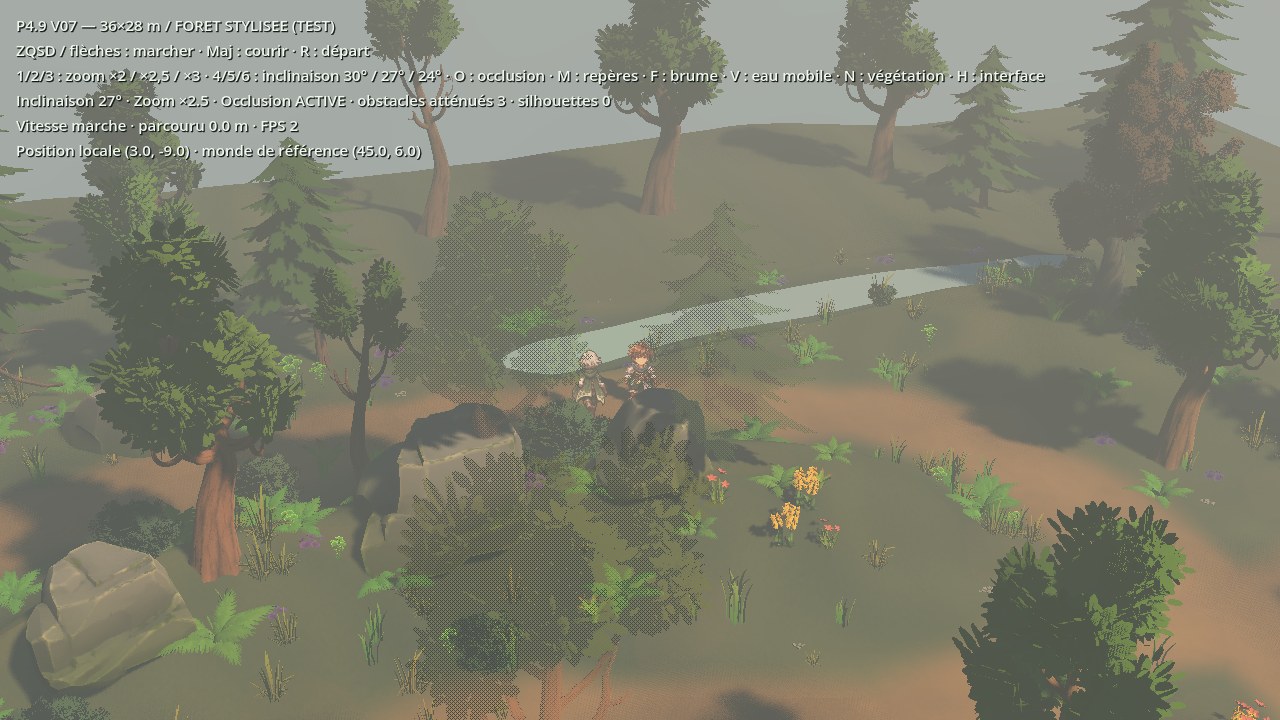 P4.9 V07 — 36×28 m / FORET STYLISEE (TEST)
ZQSD / flèches : marcher · Maj : courir · R : départ
1/2/3 : zoom ×2 / ×2,5 / ×3 · 4/5/6 : inclinaison 30° / 27° / 24° · O : occlusion · M : repères · F : brume · V : eau mobile · N : végétation · H : interface
Inclinaison 27° · Zoom ×2.5 · Occlusion ACTIVE · obstacles atténués 3 · silhouettes 0
Vitesse marche · parcouru 0.0 m · FPS 2
Position locale (3.0, -9.0) · monde de référence (45.0, 6.0)